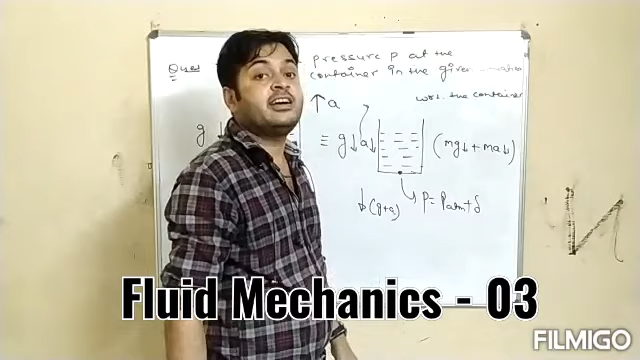 Ques pressure p at the
container in the given
w.r.t. the container
↑a
g
≡ g↓ a↓ (mg↓ + ma↓)
↓(g+a) P = Patm + δ
Fluid Mechanics - 03
FILMIGO